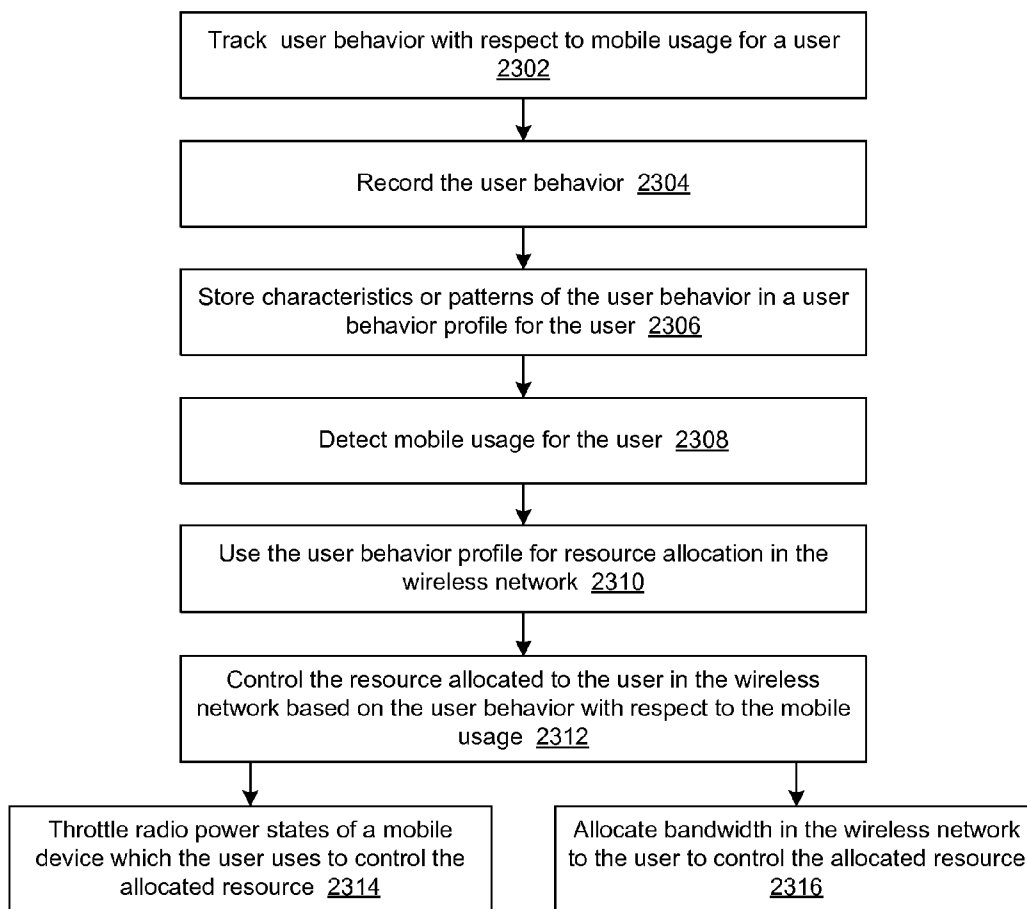 Track user behavior with respect to mobile usage for a user
2302
Record the user behavior 2304
Store characteristics or patterns of the user behavior in a user
behavior profile for the user 2306
Detect mobile usage for the user 2308
Use the user behavior profile for resource allocation in the
wireless network 2310
Control the resource allocated to the user in the wireless
network based on the user behavior with respect to the mobile
usage 2312
Throttle radio power states of a mobile
device which the user uses to control the
allocated resource 2314
Allocate bandwidth in the wireless network
to the user to control the allocated resource
2316